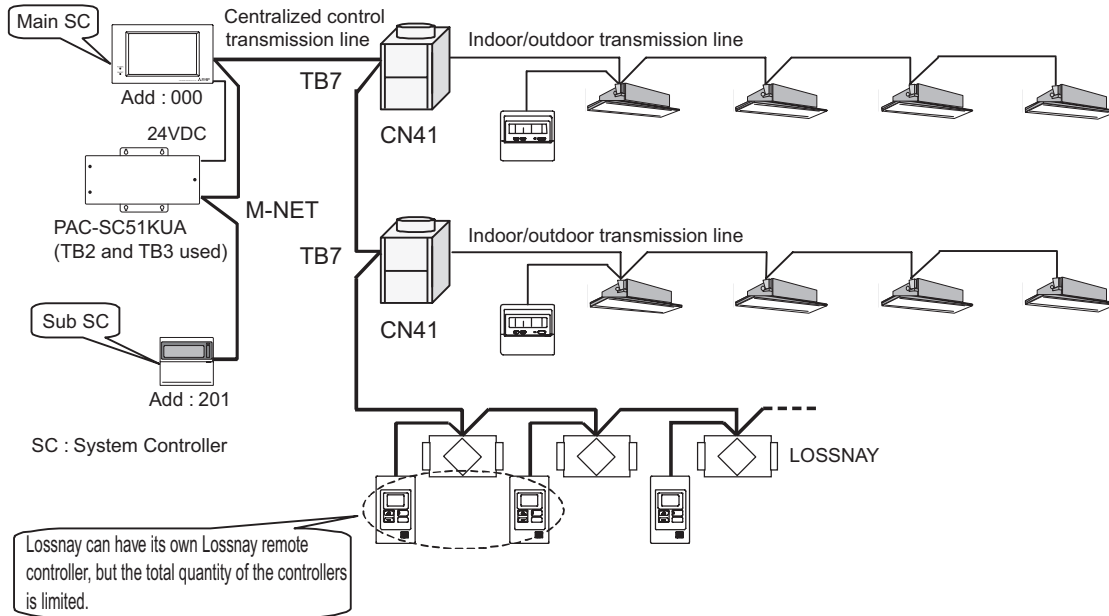 Main SC
Centralized control
transmission line
Indoor/outdoor transmission line
TB7
Add : 000
CN41
24VDC
M-NET
PAC-SC51KUA
(TB2 and TB3 used)
TB7
Indoor/outdoor transmission line
CN41
Sub SC
Add : 201
SC : System Controller
LOSSNAY
Lossnay can have its own Lossnay remote
controller, but the total quantity of the controllers
is limited.